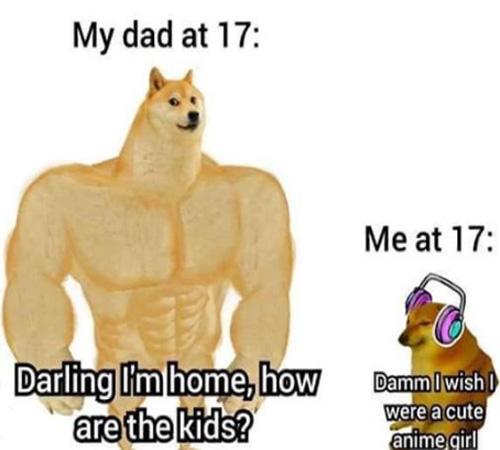 My dad at 17:
Me at 17:
Darling I'm home, how
are the kids?
Damm I wish I
were a cute
anime girl